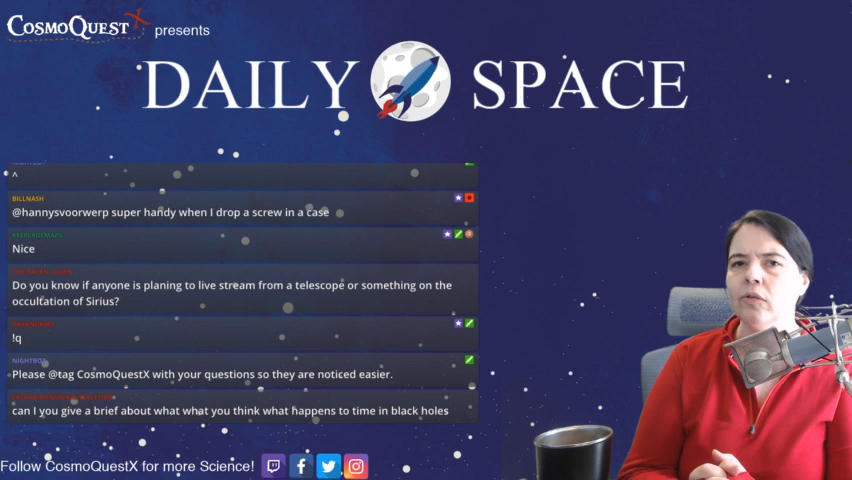 COSMOQUEST X presents
DAILY SPACE
^
BILLNASH
@hannysvoorwerp super handy when I drop a screw in a case
Nice
Do you know if anyone is planing to live stream from a telescope or something on the
occultation of Sirius?
!q
NIGHTBOT
Please @tag CosmoQuestX with your questions so they are noticed easier.
can I you give a brief about what what you think what happens to time in black holes
Follow CosmoQuestX for more Science!